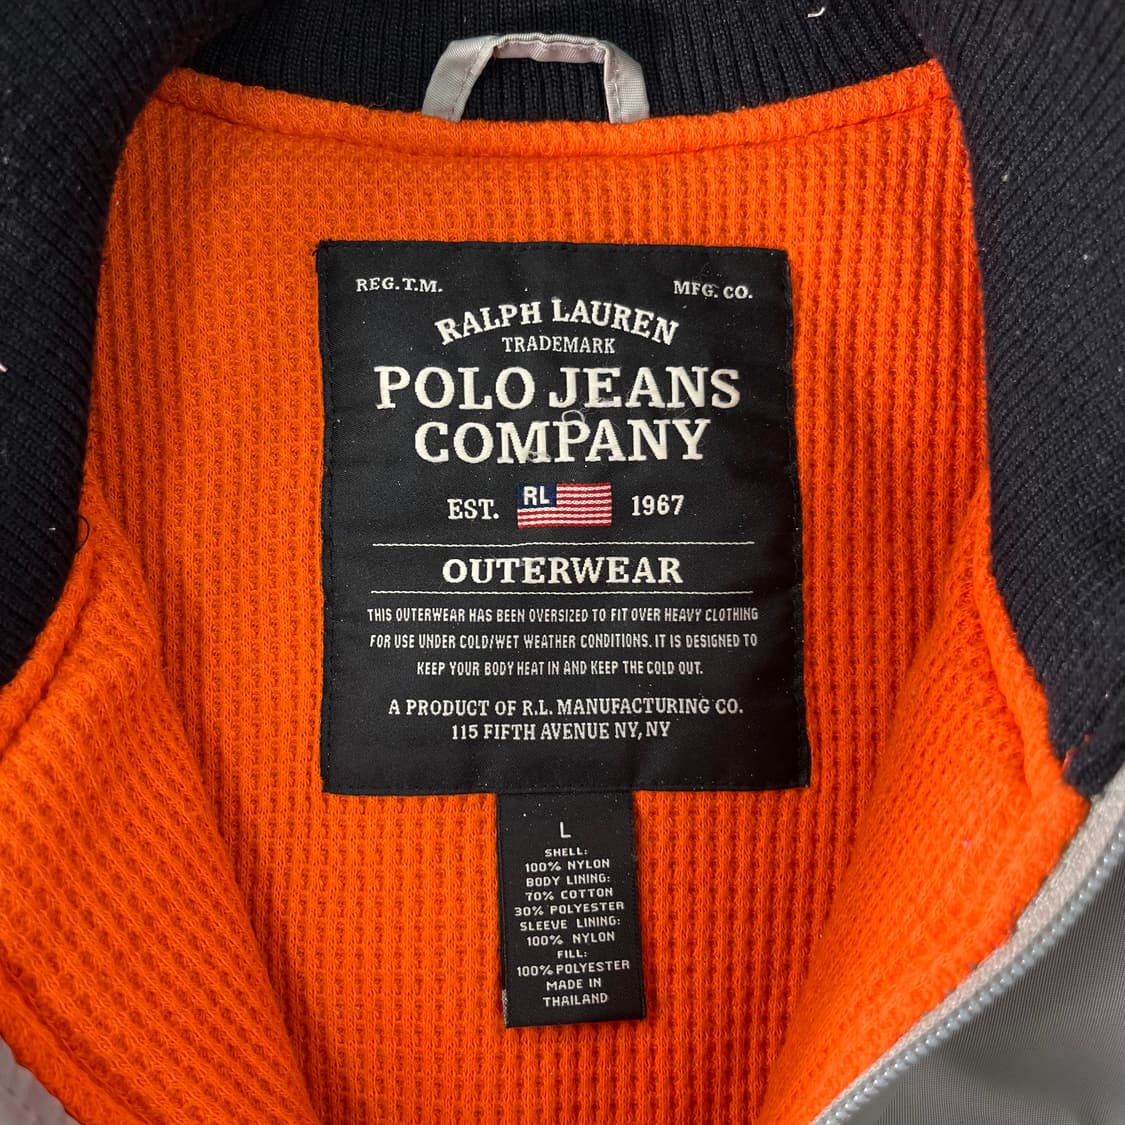 REG.T.M. MFG. CO.
RALPH LAUREN
TRADEMARK
POLO JEANS
COMPANY
EST. RL 1967
OUTERWEAR
THIS OUTERWEAR HAS BEEN OVERSIZED TO FIT OVER HEAVY CLOTHING
FOR USE UNDER COLD/WET WEATHER CONDITIONS. IT IS DESIGNED TO
KEEP YOUR BODY HEAT IN AND KEEP THE COLD OUT.
A PRODUCT OF R.L. MANUFACTURING CO.
115 FIFTH AVENUE NY, NY
L
SHELL:
100% NYLON
BODY LINING:
70% COTTON
30% POLYESTER
SLEEVE LINING:
100% NYLON
FILL:
100% POLYESTER
MADE IN
THAILAND